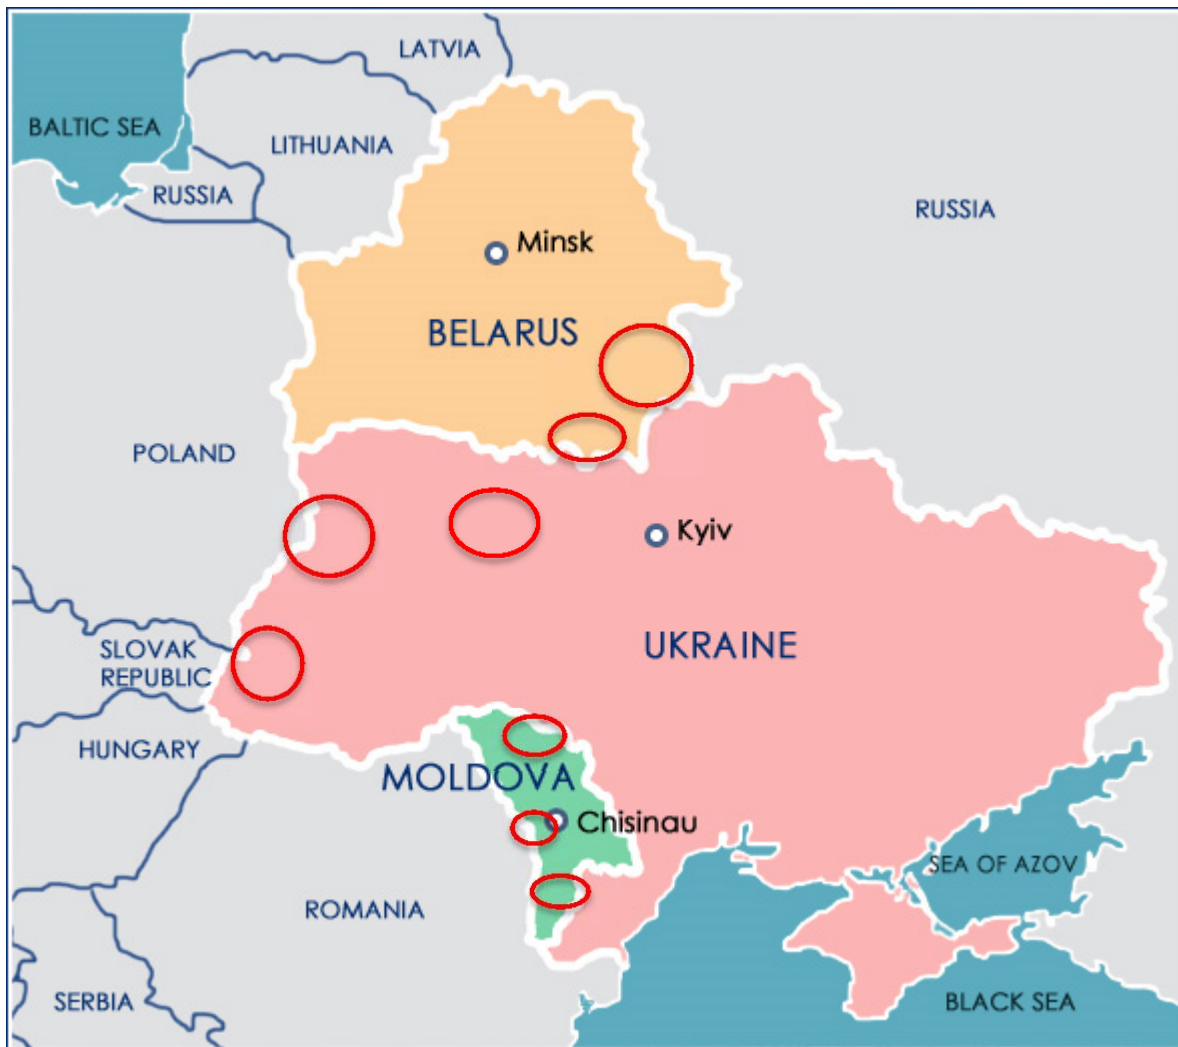 LATVIA
BALTIC SEA
LITHUANIA
RUSSIA
RUSSIA
Minsk
BELARUS
POLAND
Kyiv
UKRAINE
SLOVAK
REPUBLIC
HUNGARY
MOLDOVA
Chisinau
SEA OF AZOV
ROMANIA
SERBIA
BLACK SEA